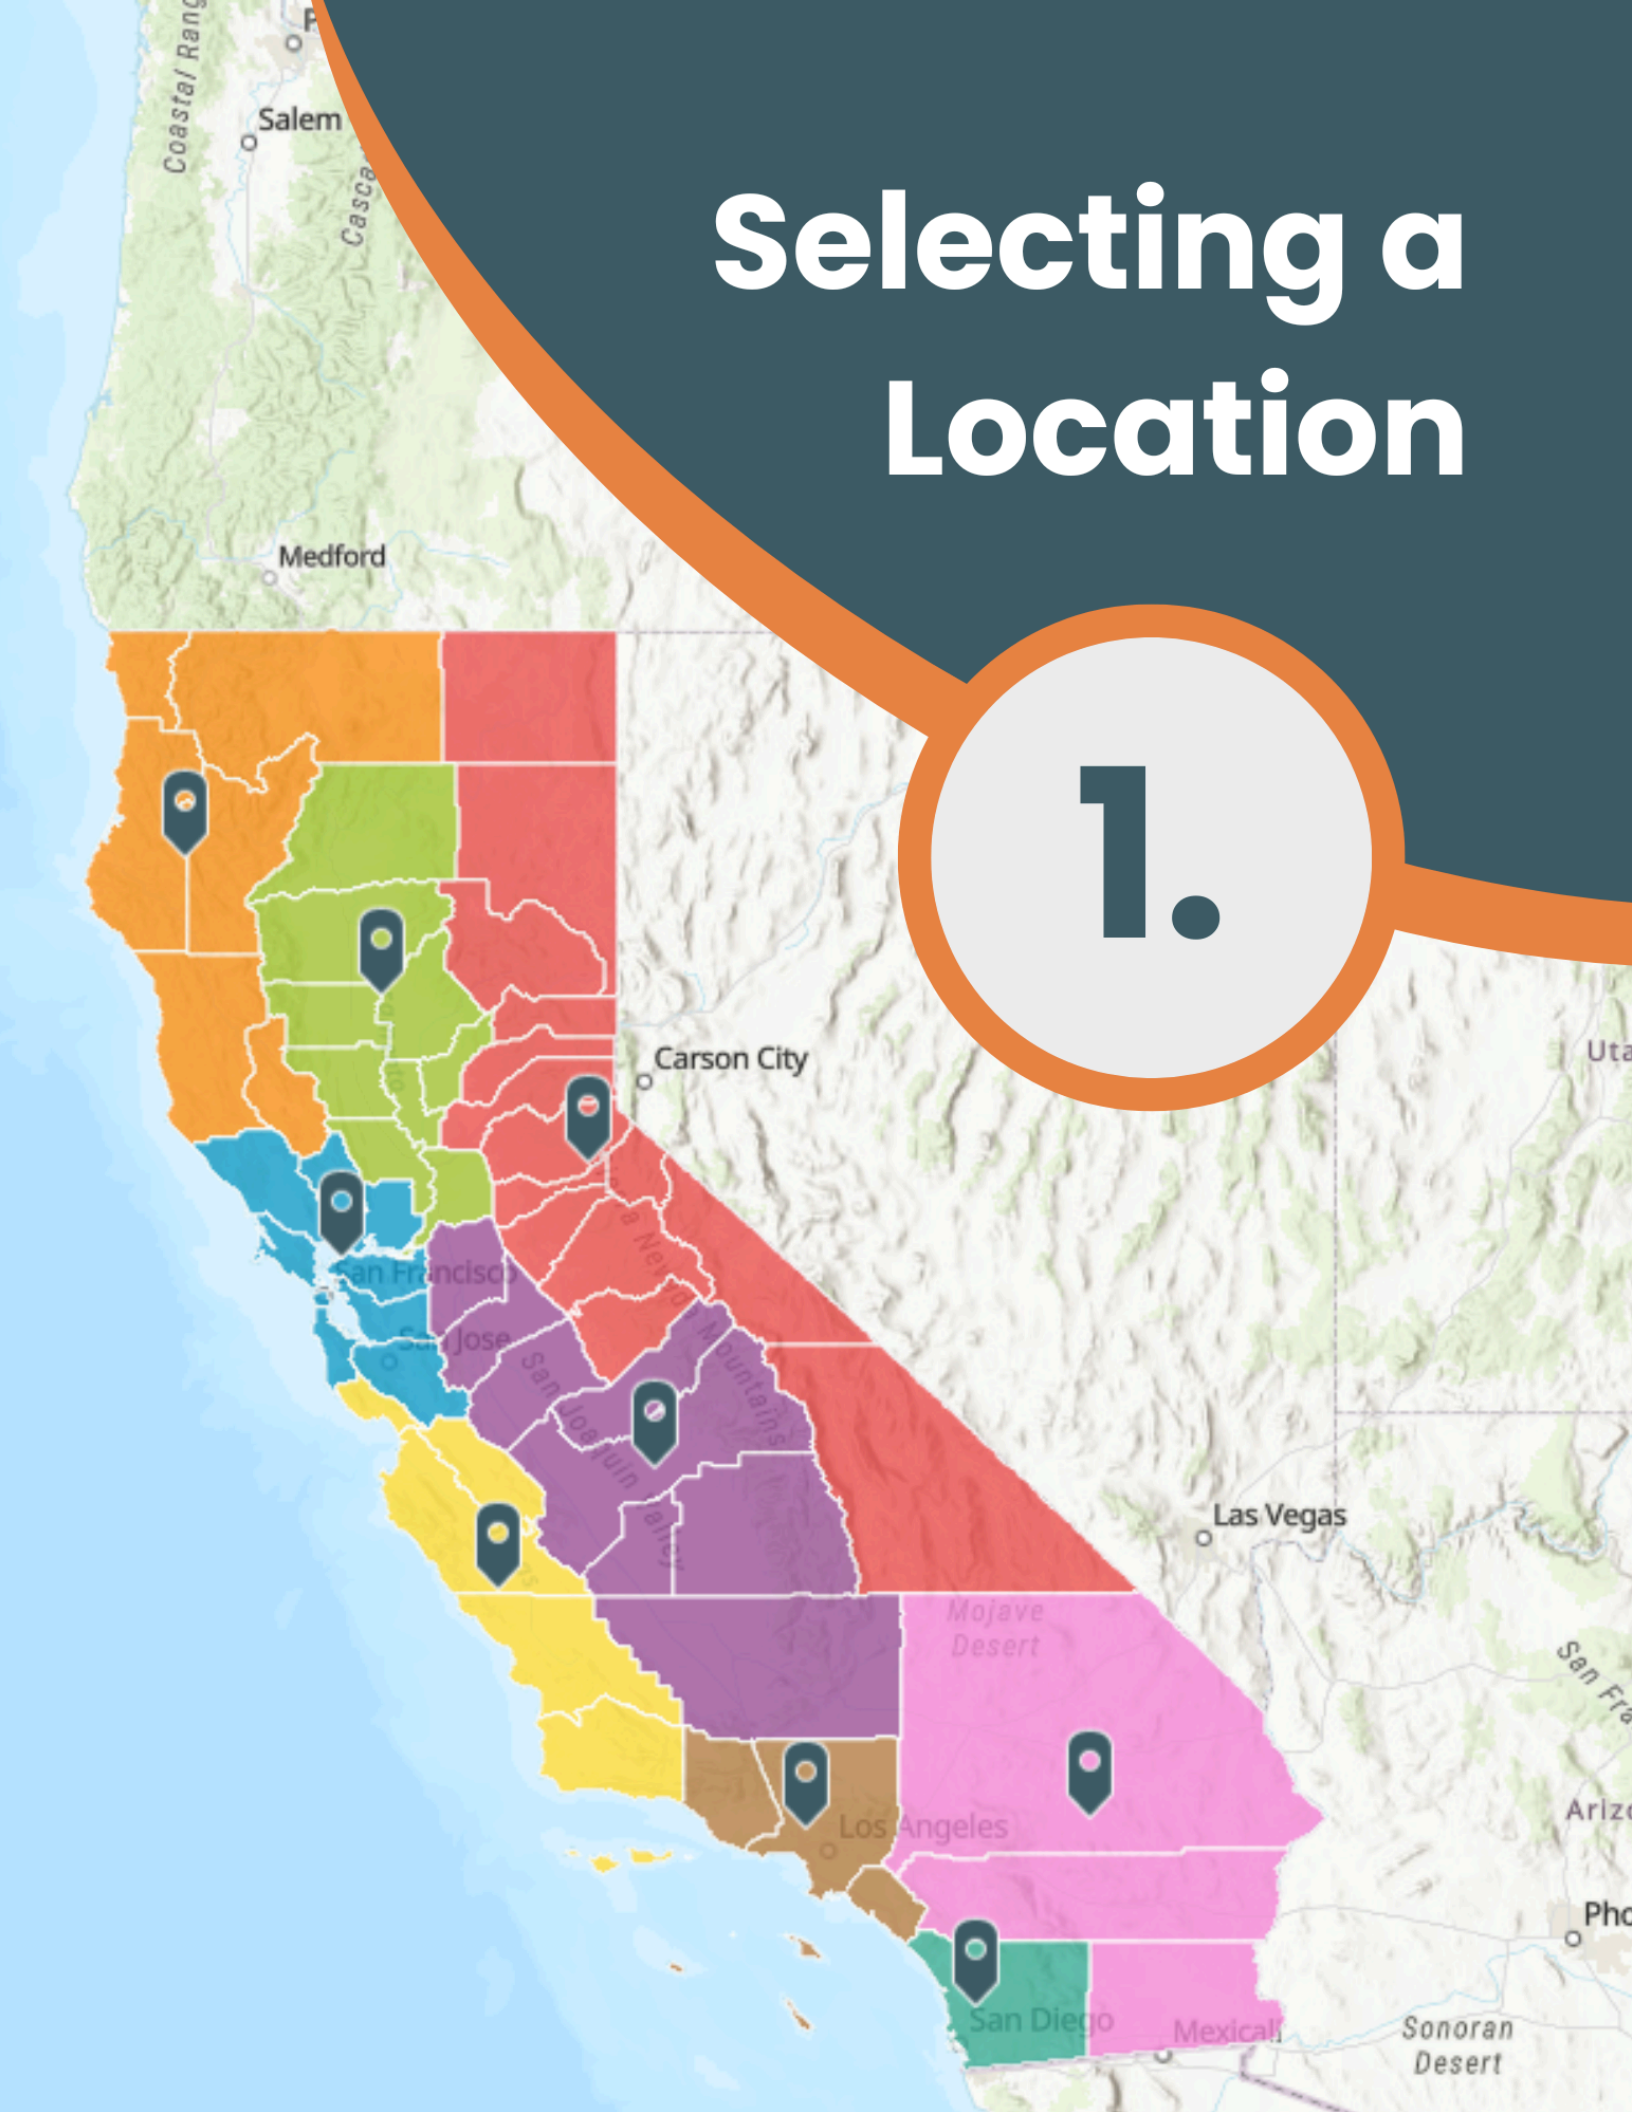 Selecting a
Location
1.
Salem
Medford
Carson City
San Francisco
San Jose
San Joaquin Valley
Mountains
Las Vegas
Mojave
Desert
Los Angeles
San Diego
Mexicali
Sonoran
Desert